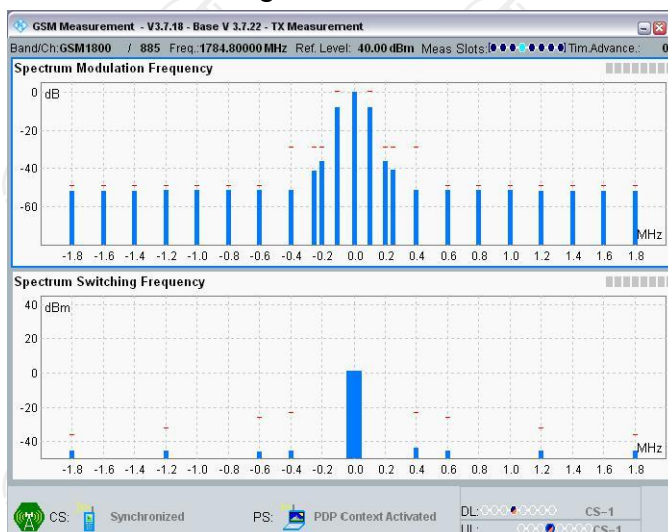 GSM Measurement - V3.7.18 - Base V 3.7.22 - TX Measurement
Band/Ch:GSM1800 / 885 Freq.:1784.80000MHz Ref. Level: 40.00 dBm Meas Slots: Tim.Advance.: 0
Spectrum Modulation Frequency
dB
0
-20
-40
-60
MHz
-1.8 -1.6 -1.4 -1.2 -1.0 -0.8 -0.6 -0.4 -0.2 0.0 0.2 0.4 0.6 0.8 1.0 1.2 1.4 1.6 1.8
Spectrum Switching Frequency
40 dBm
20
0
-20
-40
MHz
-1.8 -1.6 -1.4 -1.2 -1.0 -0.8 -0.6 -0.4 -0.2 0.0 0.2 0.4 0.6 0.8 1.0 1.2 1.4 1.6 1.8
CS: Synchronized PS: PDP Context Activated DL: CS-1
UL: CS-1